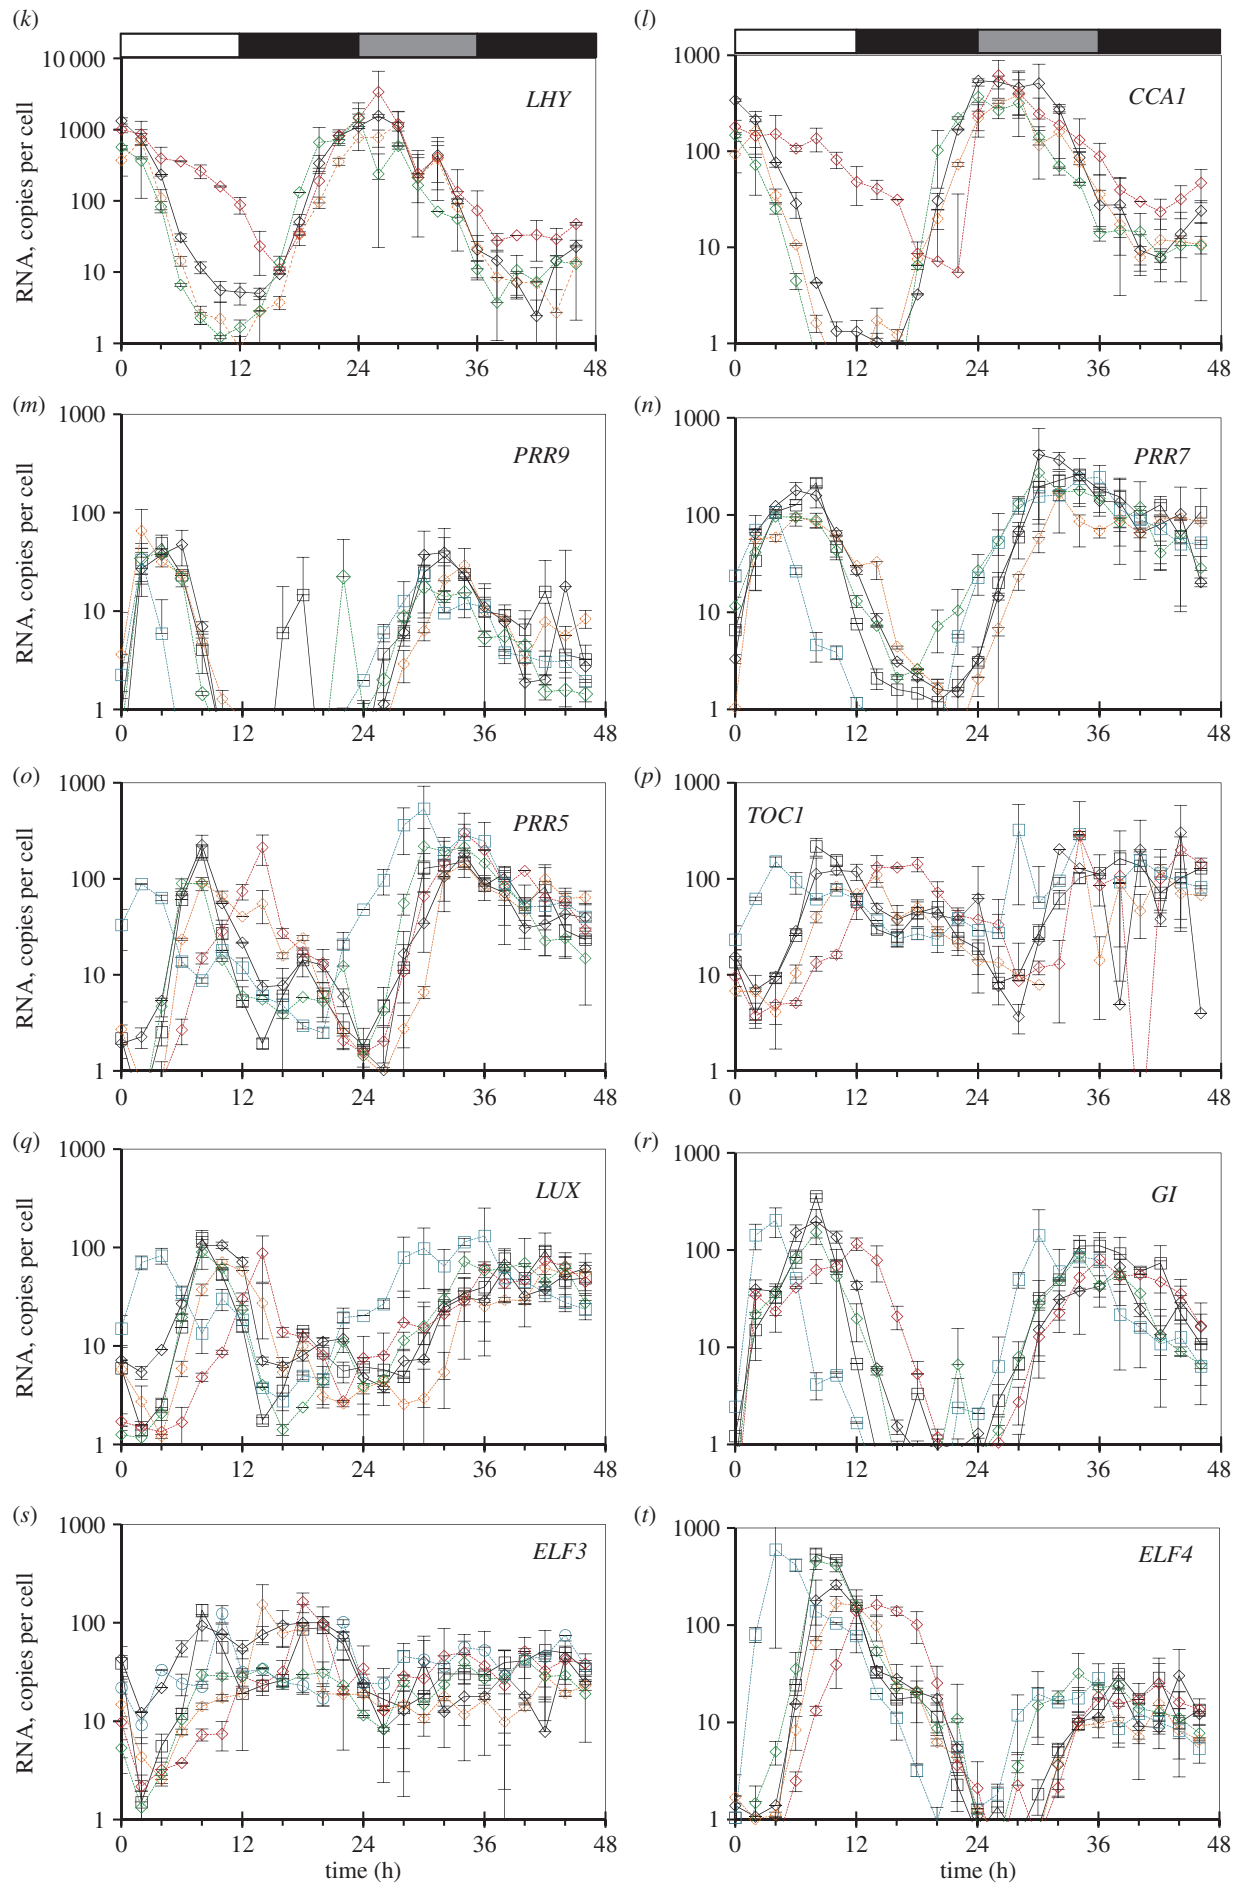 (k)
(l)
10 000
1000
100
10
1
RNA, copies per cell
LHY
0 12 24 36 48
1000
100
10
1
CCA1
0 12 24 36 48
(m)
(n)
1000
100
10
1
RNA, copies per cell
PRR9
0 12 24 36 48
1000
100
10
1
PRR7
0 12 24 36 48
(o)
(p)
1000
100
10
1
RNA, copies per cell
PRR5
0 12 24 36 48
1000
100
10
1
TOC1
0 12 24 36 48
(q)
(r)
1000
100
10
1
RNA, copies per cell
LUX
0 12 24 36 48
1000
100
10
1
GI
0 12 24 36 48
(s)
(t)
1000
100
10
1
RNA, copies per cell
ELF3
0 12 24 36 48
time (h)
1000
100
10
1
ELF4
0 12 24 36 48
time (h)